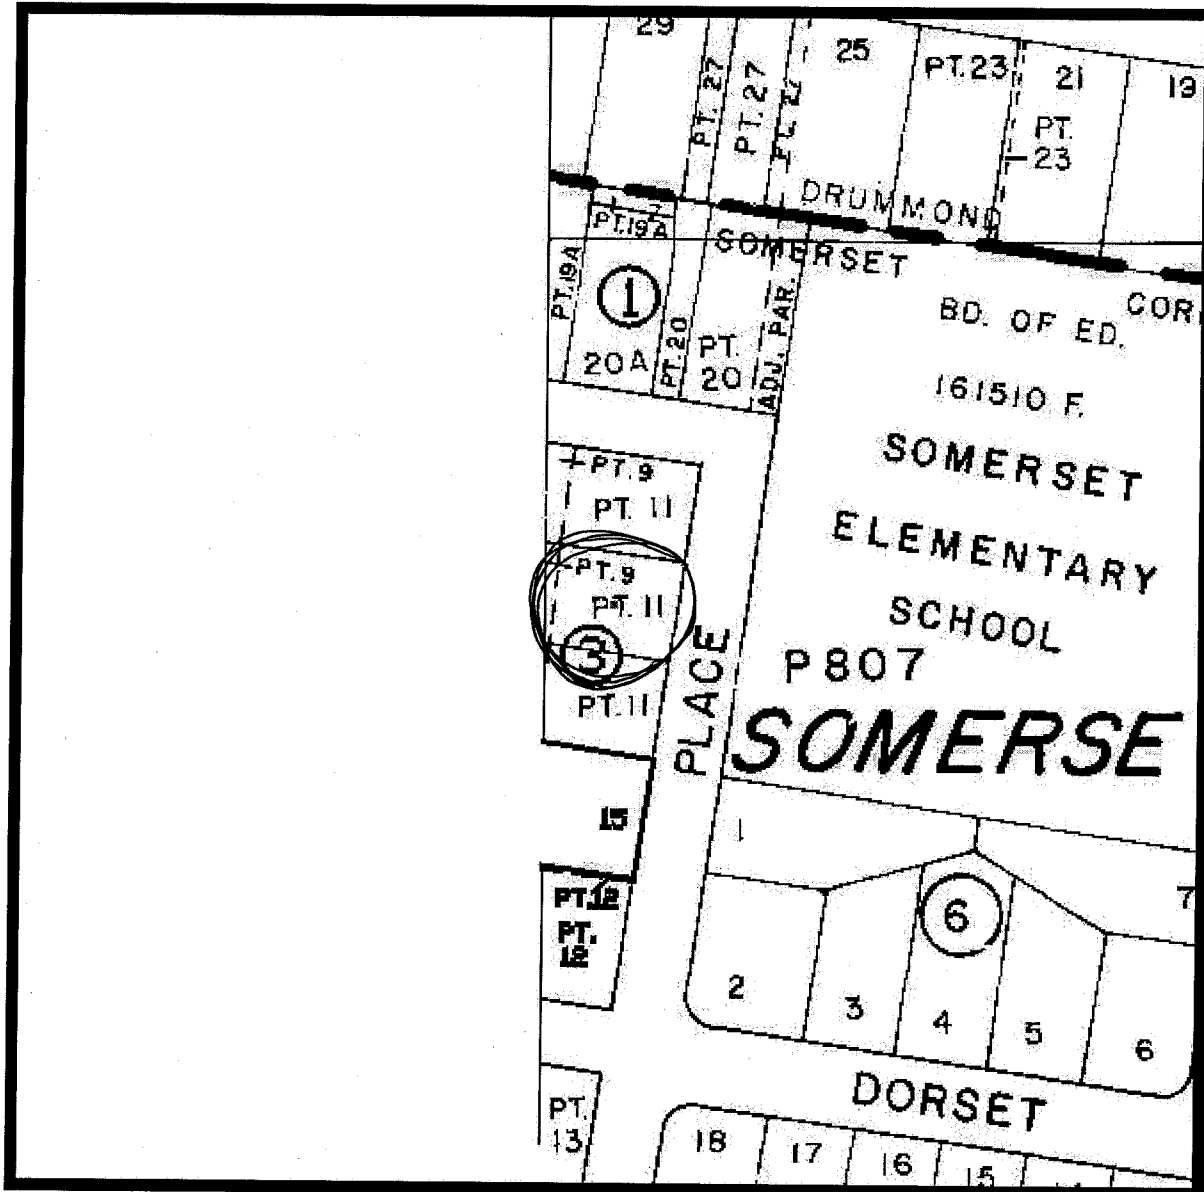 29
PT. 27
PT. 27
25
PT. 23
21
19
PT.
23
DRUMMOND
PT.19A
SOMERSET
PT. 19A
1
BD. OF ED.
COR
20A
PT. 20
PT.
20
ADJ. PAR.
161510 F.
SOMERSET
PT. 9
PT. 11
ELEMENTARY
PT. 9
PT. 11
SCHOOL
3
P 807
PT. 11
PLACE
SOMERSE
15
1
PT.12
PT.
12
6
7
2
3
4
5
6
DORSET
PT.
13
18
17
16
15